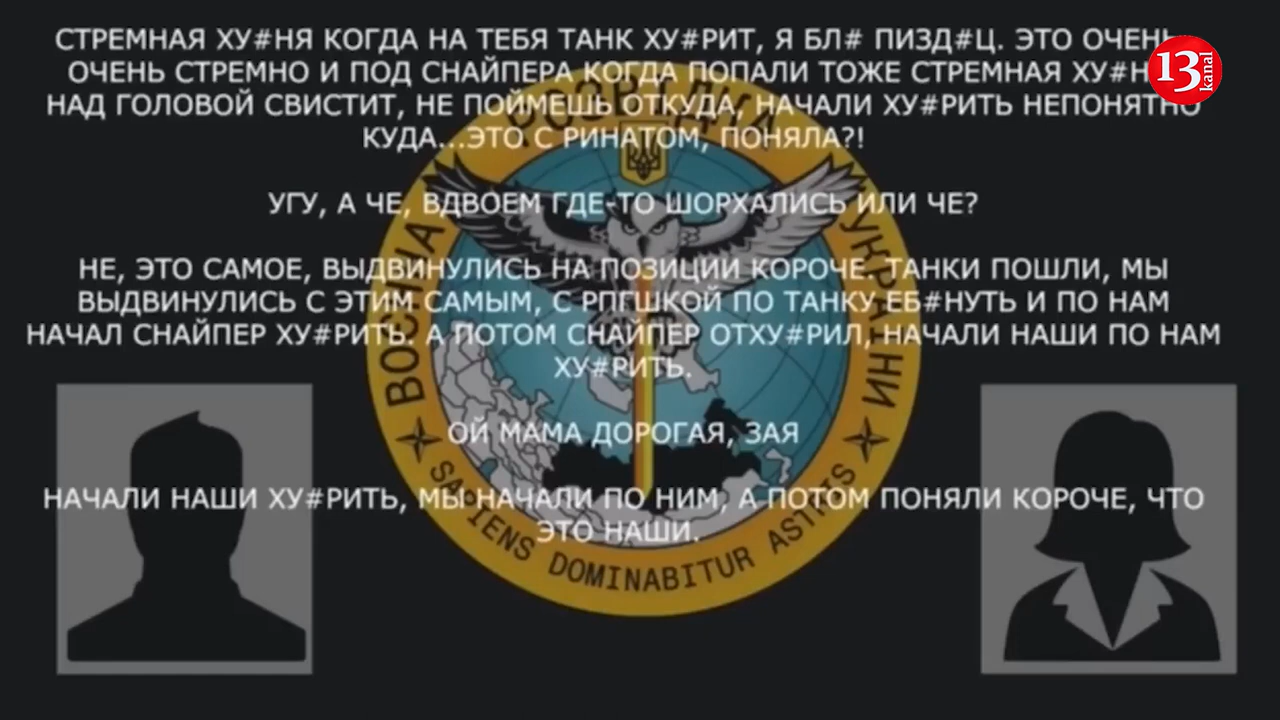 СТРЕМНАЯ ХУ#НЯ КОГДА НА ТЕБЯ ТАНК ХУ#РИТ, Я БЛ# ПИЗД#Ц. ЭТО ОЧЕНЬ
ОЧЕНЬ СТРЕМНО И ПОД СНАЙПЕРА КОГДА ПОПАЛИ ТОЖЕ СТРЕМНАЯ
НАД ГОЛОВОЙ СВИСТИТ, НЕ ПОЙМЕШЬ ОТКУДА, НАЧАЛИ ХУ#РИТЬ НЕПОНЯТНО
КУДА...ЭТО С РИНАТОМ, ПОНЯЛА?!
УГУ, А ЧЕ, ВДВОЕМ ГДЕ-ТО ШОРХАЛИСЬ ИЛИ ЧЕ?
НЕ, ЭТО САМОЕ, ВЫДВИНУЛИСЬ НА ПОЗИЦИИ КОРОЧЕ. ТАНКИ ПОШЛИ, МЫ
ВЫДВИНУЛИСЬ С ЭТИМ САМЫМ, С РПГШКОЙ ПО ТАНКУ ЕБ#НУТЬ И ПО НАМ
НАЧАЛ СНАЙПЕР ХУ#РИТЬ. А ПОТОМ СНАЙПЕР ОТХУ#РИЛ, НАЧАЛИ НАШИ ПО НАМ
ХУ#РИТЬ.
ОЙ МАМА ДОРОГАЯ, ЗАЯ
НАЧАЛИ НАШИ ХУ#РИТЬ, МЫ НАЧАЛИ ПО НИМ, А ПОТОМ ПОНЯЛИ КОРОЧЕ, ЧТО
ЭТО НАШИ.
13 kanal
ВОЄННА РОЗВІДКА УКРАЇНИ
SAPIENS DOMINABITUR ASTRIS